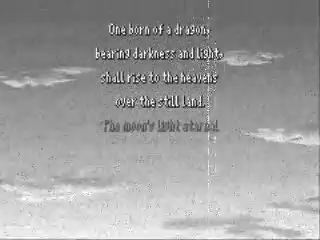 One born of a dragon,
bearing darkness and light,
shall rise to the heavens
over the still land.
The moon's light eternal